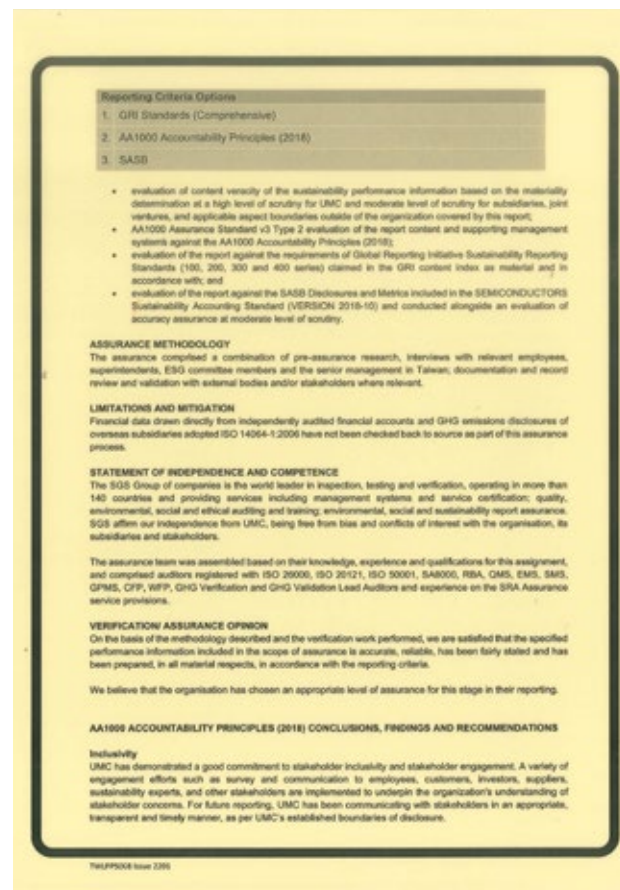 Reporting Criteria Options
1. GRI Standards (Comprehensive)
2. AA1000 Accountability Principles (2018)
3. SASB
• evaluation of content veracity of the sustainability performance information based on the materiality
determination at a high level of scrutiny for UMC and moderate level of scrutiny for subsidiaries, joint
ventures, and applicable aspect boundaries outside of the organization covered by this report;
• AA1000 Assurance Standard v3 Type 2 evaluation of the report content and supporting management
systems against the AA1000 Accountability Principles (2018);
• evaluation of the report against the requirements of Global Reporting Initiative Sustainability Reporting
Standards (100, 200, 300 and 400 series) claimed in the GRI content index as material and in
accordance with; and
• evaluation of the report against the SASB Disclosures and Metrics included in the SEMICONDUCTORS
Sustainability Accounting Standard (VERSION 2018-10) and conducted alongside an evaluation of
accuracy assurance at moderate level of scrutiny.
ASSURANCE METHODOLOGY
The assurance comprised a combination of pre-assurance research, interviews with relevant employees,
superintendents, ESG committee members and the senior management in Taiwan; documentation and record
review and validation with external bodies and/or stakeholders where relevant.
LIMITATIONS AND MITIGATION
Financial data drawn directly from independently audited financial accounts and GHG emissions disclosures of
overseas subsidiaries adopted ISO 14064-1:2006 have not been checked back to source as part of this assurance
process.
STATEMENT OF INDEPENDENCE AND COMPETENCE
The SGS Group of companies is the world leader in inspection, testing and verification, operating in more than
140 countries and providing services including management systems and service certification; quality,
environmental, social and ethical auditing and training; environmental, social and sustainability report assurance.
SGS affirm our independence from UMC, being free from bias and conflicts of interest with the organisation, its
subsidiaries and stakeholders.
The assurance team was assembled based on their knowledge, experience and qualifications for this assignment,
and comprised auditors registered with ISO 26000, ISO 20121, ISO 50001, SA8000, RBA, QMS, EMS, SMS,
GPMS, CFP, WFP, GHG Verification and GHG Validation Lead Auditors and experience on the SRA Assurance
service provisions.
VERIFICATION/ ASSURANCE OPINION
On the basis of the methodology described and the verification work performed, we are satisfied that the specified
performance information included in the scope of assurance is accurate, reliable, has been fairly stated and has
been prepared, in all material respects, in accordance with the reporting criteria.
We believe that the organisation has chosen an appropriate level of assurance for this stage in their reporting.
AA1000 ACCOUNTABILITY PRINCIPLES (2018) CONCLUSIONS, FINDINGS AND RECOMMENDATIONS
Inclusivity
UMC has demonstrated a good commitment to stakeholder inclusivity and stakeholder engagement. A variety of
engagement efforts such as survey and communication to employees, customers, investors, suppliers,
sustainability experts, and other stakeholders are implemented to underpin the organization's understanding of
stakeholder concerns. For future reporting, UMC has been communicating with stakeholders in an appropriate,
transparent and timely manner, as per UMC's established boundaries of disclosure.
TWLFP5008 Issue 2201